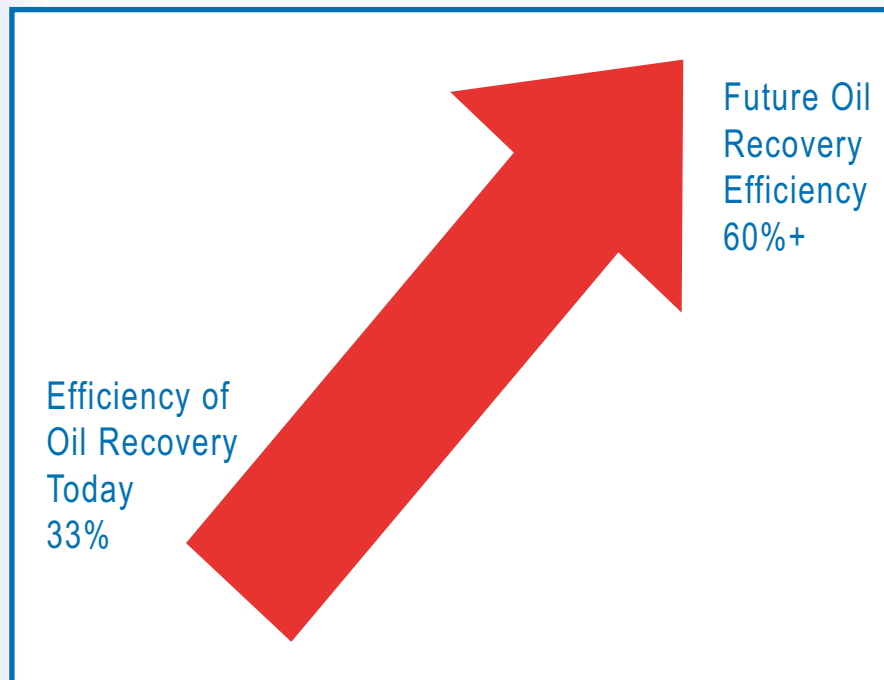 Future Oil
Recovery
Efficiency
60%+
Efficiency of
Oil Recovery
Today
33%